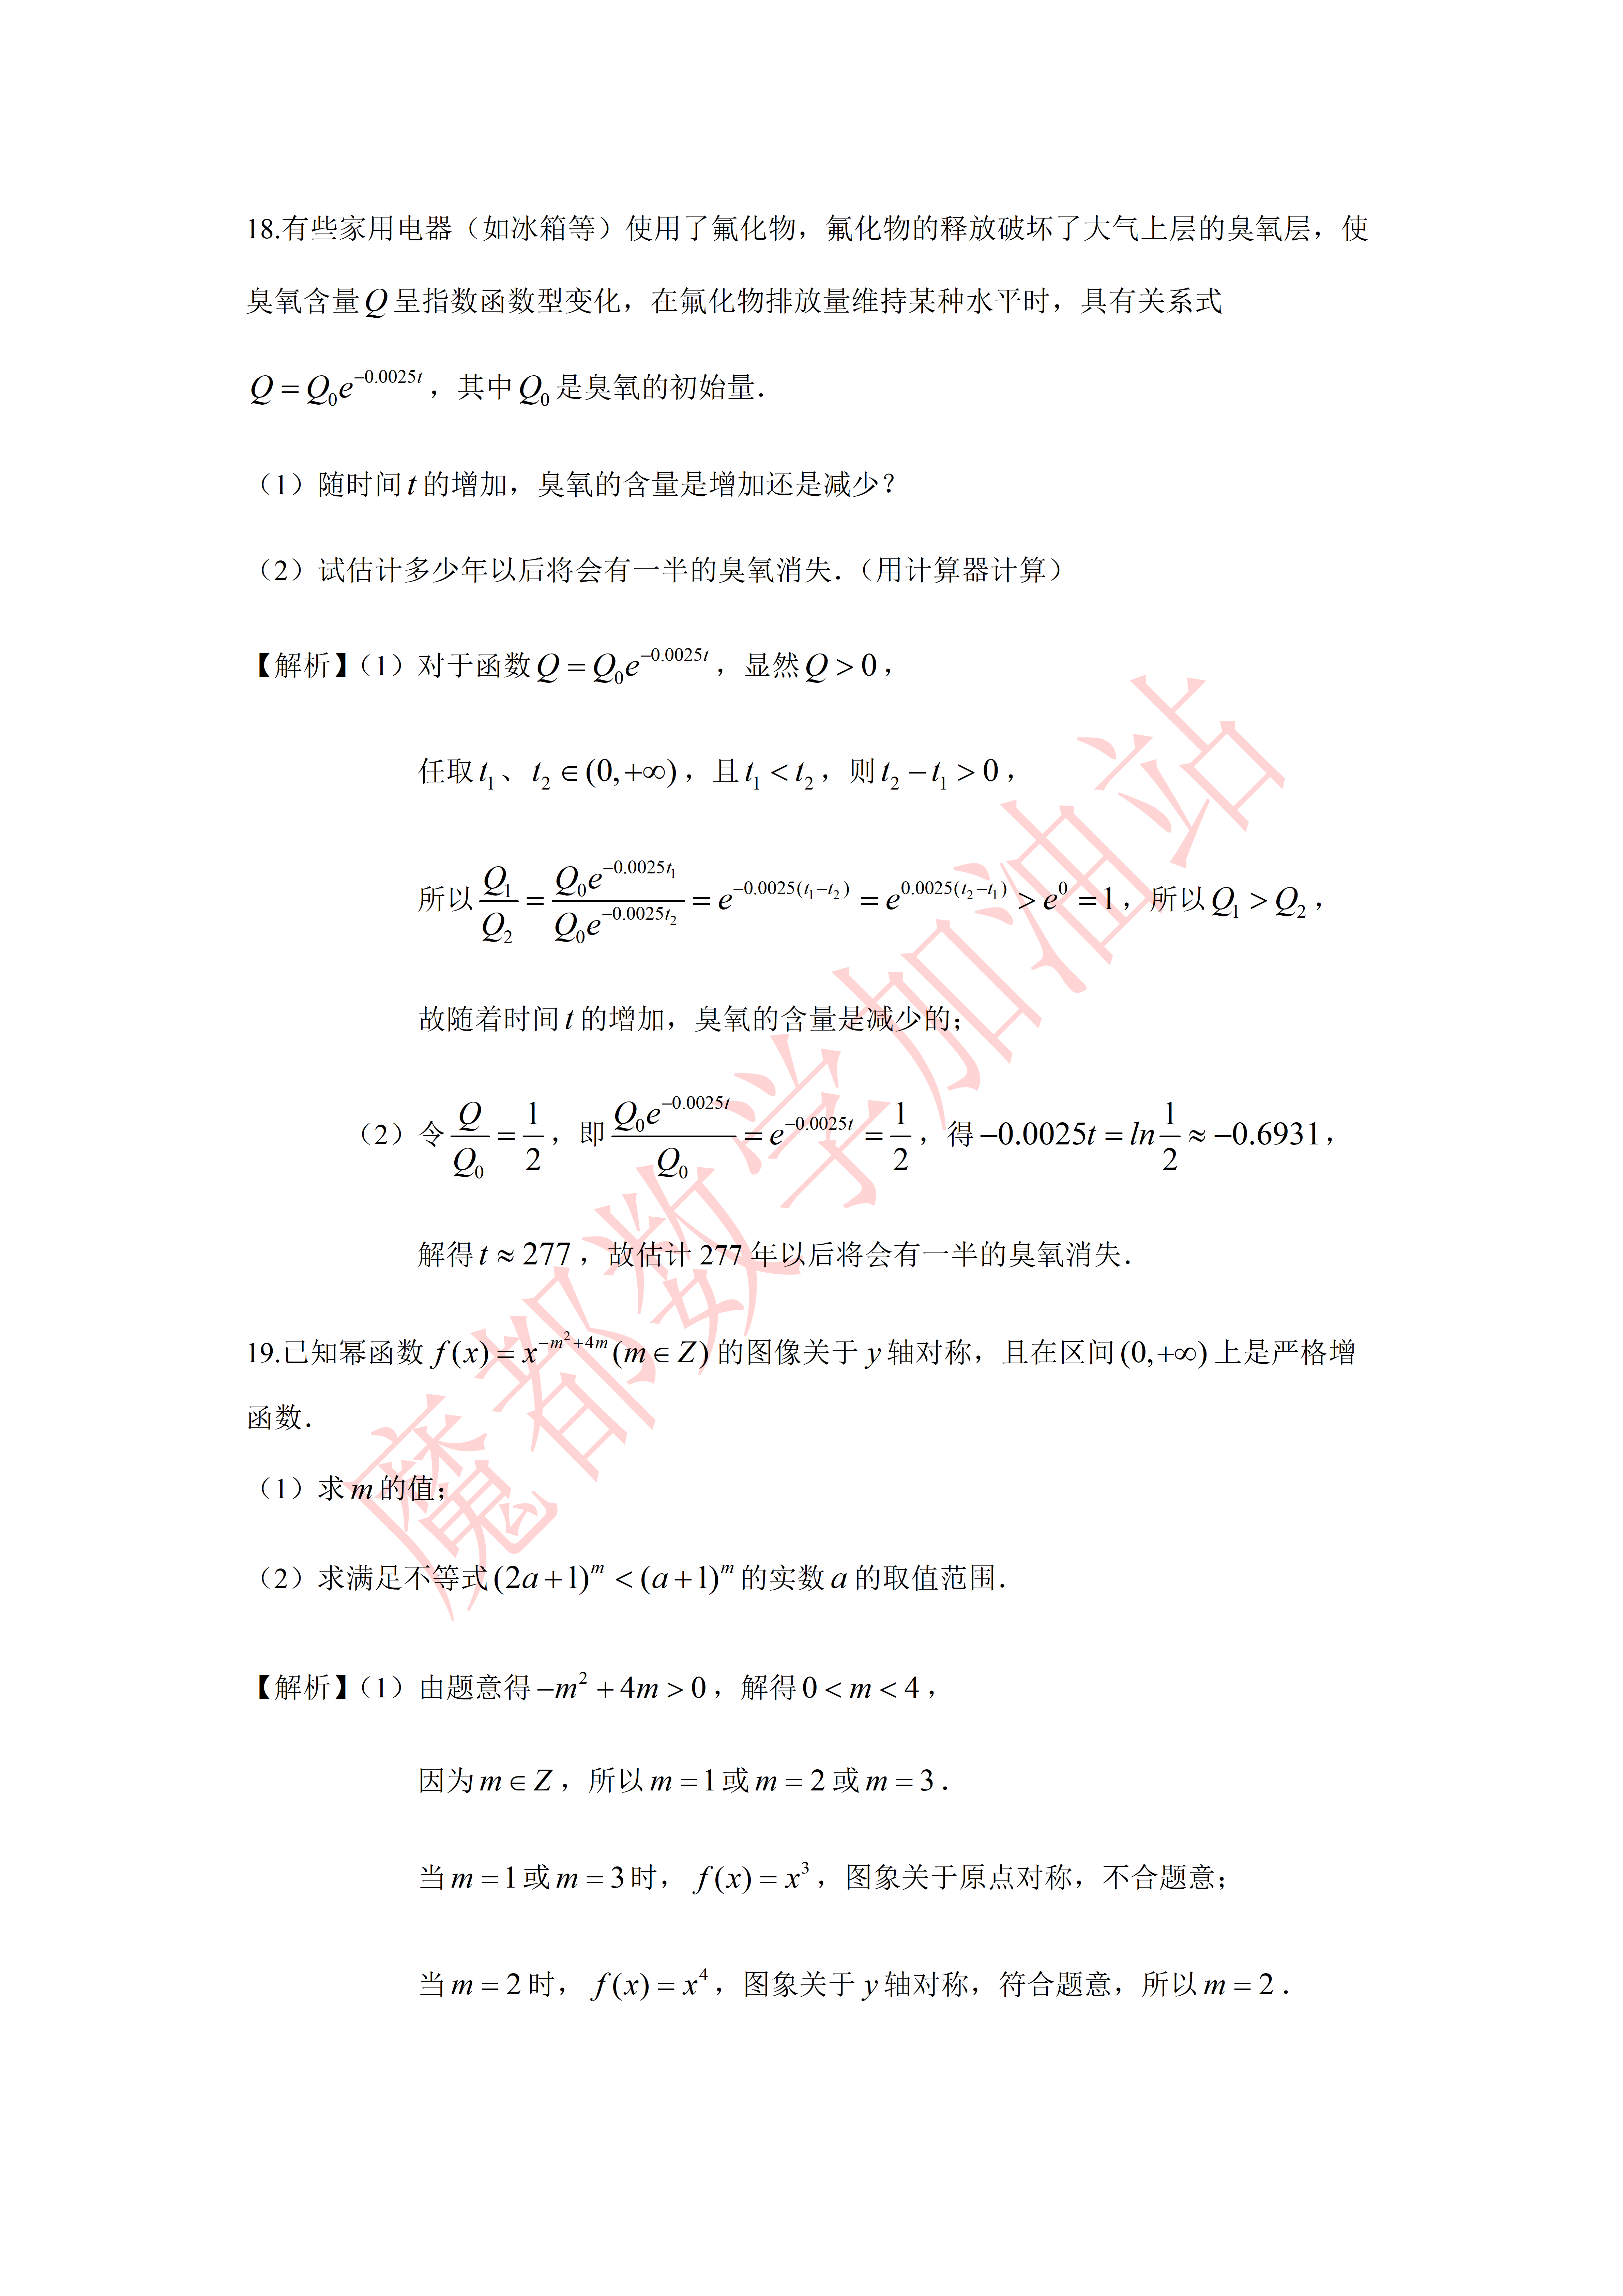 18.有些家用电器（如冰箱等）使用了氟化物，氟化物的释放破坏了大气上层的臭氧层，使
臭氧含量Q呈指数函数型变化，在氟化物排放量维持某种水平时，具有关系式
Q=Q₀e^{-0.0025t}，其中Q₀是臭氧的初始量．
（1）随时间t的增加，臭氧的含量是增加还是减少？
（2）试估计多少年以后将会有一半的臭氧消失．（用计算器计算）
【解析】（1）对于函数Q=Q₀e^{-0.0025t}，显然Q>0，
任取t₁、t₂∈(0,+∞)，且t₁<t₂，则t₂−t₁>0，
所以Q₁/Q₂=Q₀e^{-0.0025t₁}/Q₀e^{-0.0025t₂}=e^{-0.0025(t₁−t₂)}=e^{0.0025(t₂−t₁)}>e⁰=1，所以Q₁>Q₂，
故随着时间t的增加，臭氧的含量是减少的；
（2）令Q/Q₀=1/2，即Q₀e^{-0.0025t}/Q₀=e^{-0.0025t}=1/2，得−0.0025t=ln1/2≈−0.6931，
解得t≈277，故估计277年以后将会有一半的臭氧消失．
19.已知幂函数f(x)=x^{-m²+4m}(m∈Z)的图像关于y轴对称，且在区间(0,+∞)上是严格增
函数．
（1）求m的值；
（2）求满足不等式(2a+1)^m<(a+1)^m的实数a的取值范围．
【解析】（1）由题意得−m²+4m>0，解得0<m<4，
因为m∈Z，所以m=1或m=2或m=3．
当m=1或m=3时，f(x)=x³，图象关于原点对称，不合题意；
当m=2时，f(x)=x⁴，图象关于y轴对称，符合题意，所以m=2．
魔都数学加油站